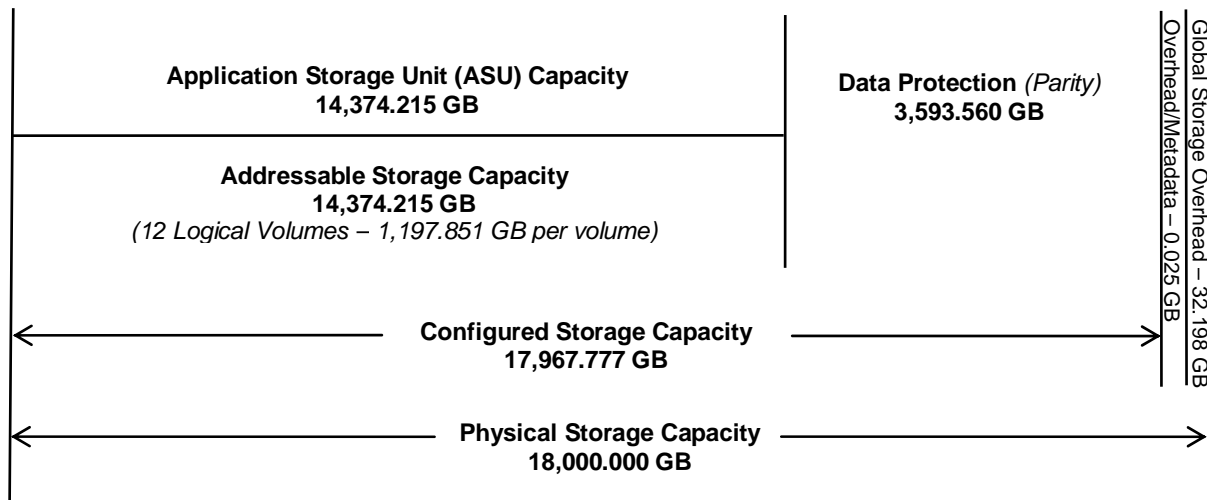 Application Storage Unit (ASU) Capacity
14,374.215 GB
Data Protection (Parity)
3,593.560 GB
Addressable Storage Capacity
14,374.215 GB
(12 Logical Volumes – 1,197.851 GB per volume)
Overhead/Metadata – 0.025 GB
Global Storage Overhead – 32.198 GB
Configured Storage Capacity
17,967.777 GB
Physical Storage Capacity
18,000.000 GB